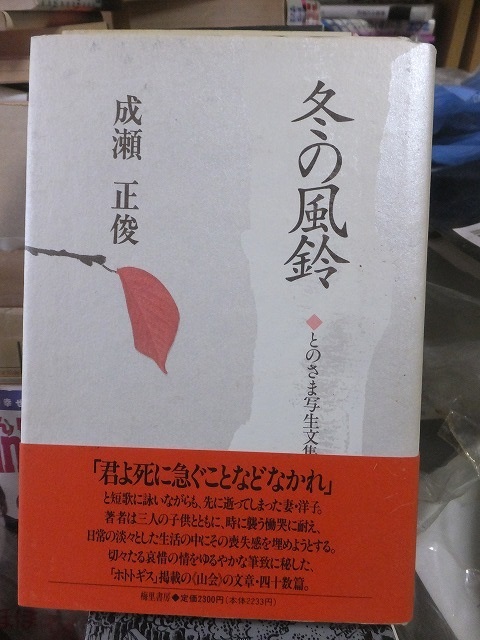 冬の風鈴
◆とのさま写生文集
成瀬 正俊
「君よ死に急ぐことなどなかれ」
と短歌に詠いながらも、先に逝ってしまった妻・洋子。
著者は三人の子供とともに、時に襲う慟哭に耐え、
日常の淡々とした生活の中にその喪失感を埋めようとする。
切々たる哀惜の情をゆるやかな筆致に秘した、
「ホトトギス」掲載の〈山会〉の文章・四十数篇。
梅里書房◆定価2300円(本体2233円)